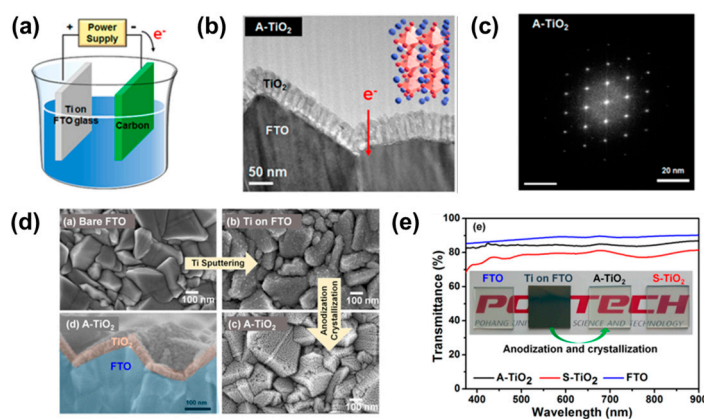 (a)
+
Power
Supply
-
e-
Ti on
FTO glass
Carbon
(b)
A-TiO2
TiO2
e-
FTO
50 nm
(c)
A-TiO2
20 nm
(d)
(a) Bare FTO
100 nm
Ti Sputtering
(b) Ti on FTO
100 nm
Anodization
Crystallization
(d) A-TiO2
TiO2
FTO
100 nm
(c) A-TiO2
100 nm
(e)
(e)
Transmittance (%)
100
80
60
40
20
0
FTO
Ti on FTO
A-TiO2
S-TiO2
TECH
POHANG
SCIENCE AND TECHNOLOGY
Anodization and crystallization
A-TiO2
S-TiO2
FTO
400
500
600
700
800
900
Wavelength (nm)